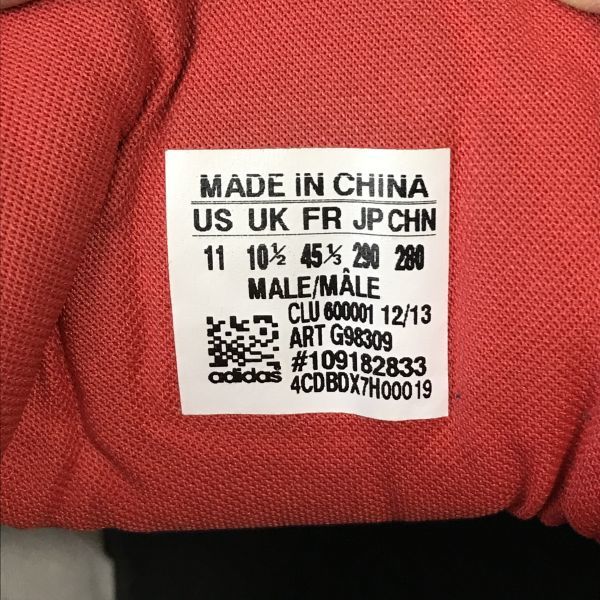 MADE IN CHINA
US UK FR JP CHN
11 10½ 45⅓ 290 280
MALE/MÂLE
CLU 600001 12/13
ART G98309
#109182833
4CDBDX7H00019
adidas